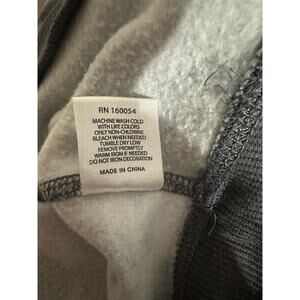 RN 160054
MACHINE WASH COLD
WITH LIKE COLORS
ONLY NON-CHLORINE
BLEACH WHEN NEEDED
TUMBLE DRY LOW
REMOVE PROMPTLY
WARM IRON IF NEEDED
DO NOT IRON DECORATION
MADE IN CHINA